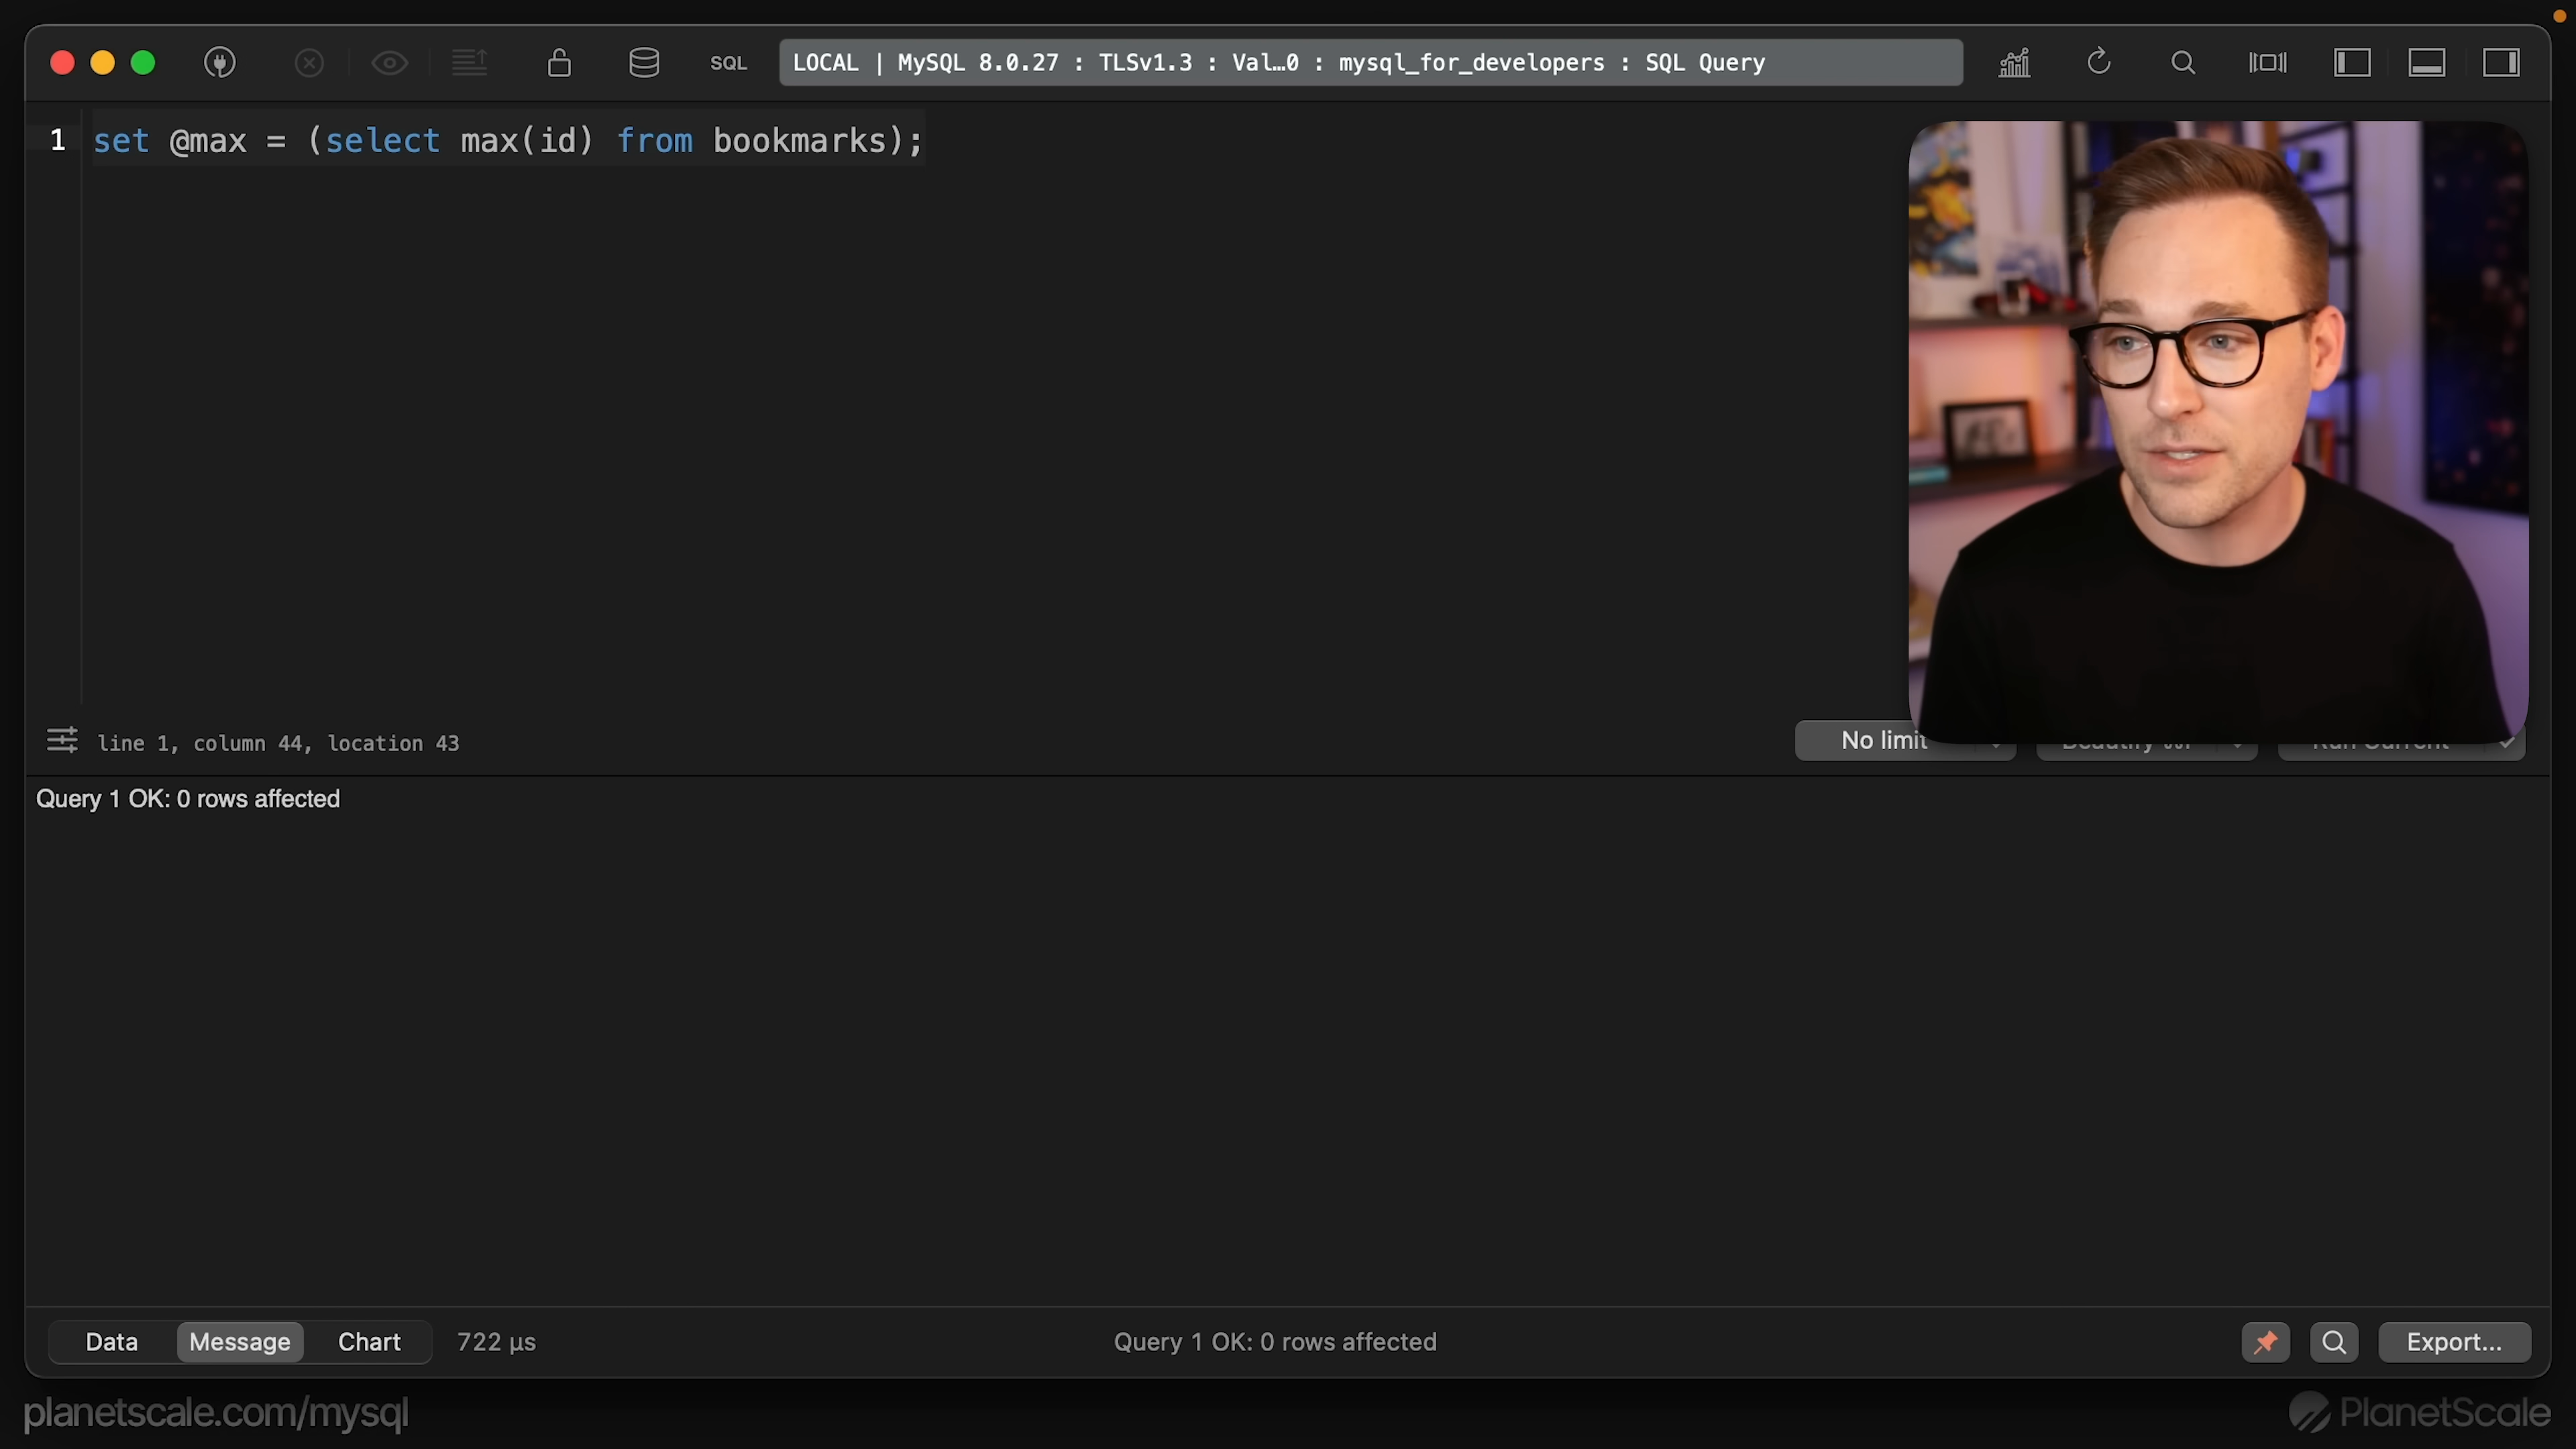 SQL
LOCAL | MySQL 8.0.27 : TLSv1.3 : Val…0 : mysql_for_developers : SQL Query
1 set @max = (select max(id) from bookmarks);
line 1, column 44, location 43
No limit
Query 1 OK: 0 rows affected
Data
Message
Chart
722 µs
Query 1 OK: 0 rows affected
Export...
planetscale.com/mysql
PlanetScale